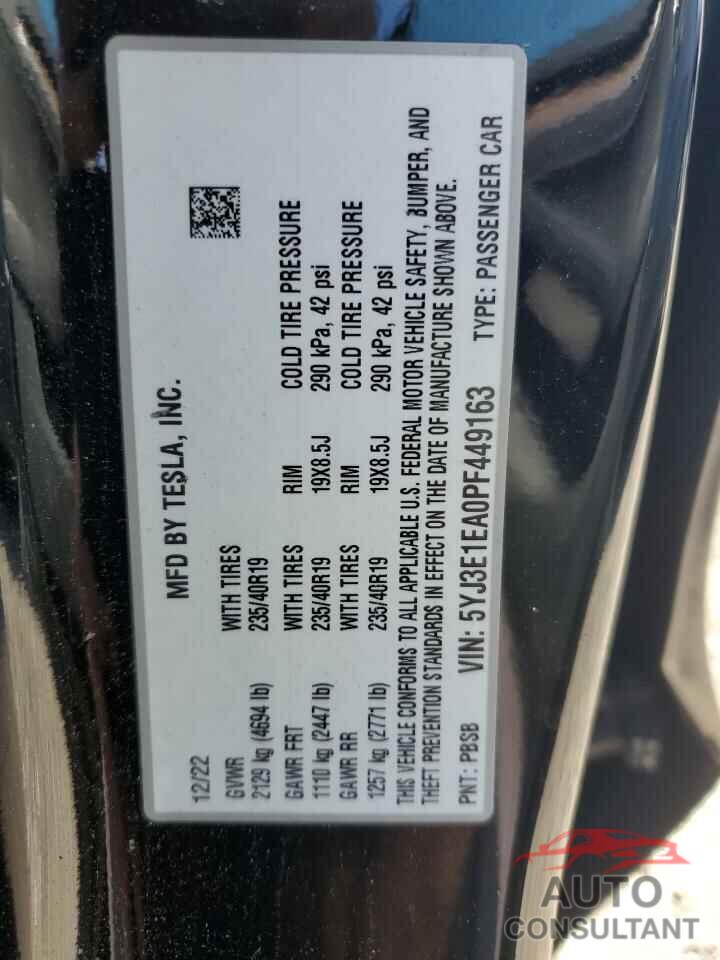 MFD BY TESLA, INC.
12/22
GVWR WITH TIRES
2129 kg (4694 lb) 235/40R19
GAWR FRT WITH TIRES RIM COLD TIRE PRESSURE
1110 kg (2447 lb) 235/40R19 19X8.5J 290 kPa, 42 psi
GAWR RR WITH TIRES RIM COLD TIRE PRESSURE
1257 kg (2771 lb) 235/40R19 19X8.5J 290 kPa, 42 psi
THIS VEHICLE CONFORMS TO ALL APPLICABLE U.S. FEDERAL MOTOR VEHICLE SAFETY, BUMPER, AND
THEFT PREVENTION STANDARDS IN EFFECT ON THE DATE OF MANUFACTURE SHOWN ABOVE.
PNT: PBSB VIN: 5YJ3E1EA0PF449163 TYPE: PASSENGER CAR
AUTO
CONSULTANT